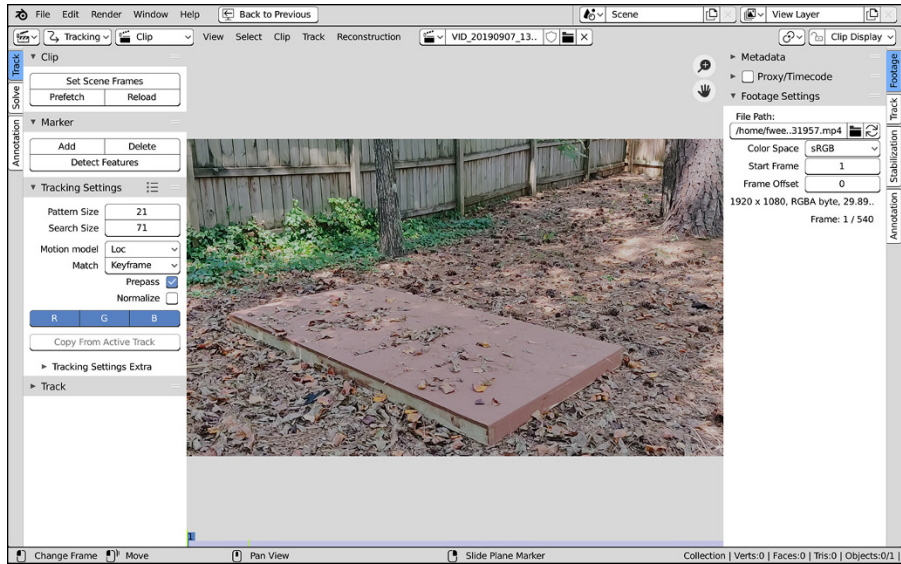 File Edit Render Window Help Back to Previous Scene View Layer
Tracking Clip View Select Clip Track Reconstruction VID_20190907_13.. Clip Display
Track
Solve
Annotation
Clip
Set Scene Frames
Prefetch Reload
Marker
Add Delete
Detect Features
Tracking Settings
Pattern Size 21
Search Size 71
Motion model Loc
Match Keyframe
Prepass
Normalize
R G B
Copy From Active Track
Tracking Settings Extra
Track
1
Metadata
Proxy/Timecode
Footage Settings
File Path:
/home/fwee..31957.mp4
Color Space sRGB
Start Frame 1
Frame Offset 0
1920 x 1080, RGBA byte, 29.89..
Frame: 1 / 540
Footage
Track
Stabilization
Annotation
Change Frame Move Pan View Slide Plane Marker Collection | Verts:0 | Faces:0 | Tris:0 | Objects:0/1 |